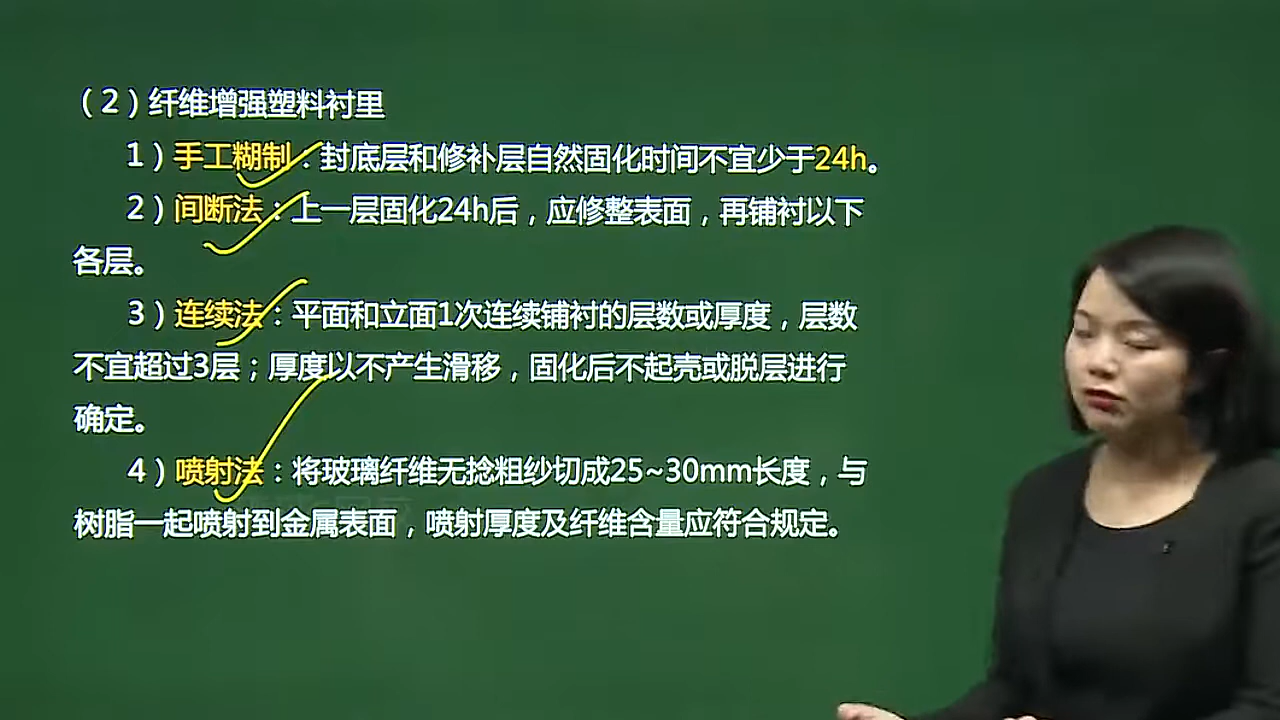 （2）纤维增强塑料衬里
1）手工糊制：封底层和修补层自然固化时间不宜少于24h。
2）间断法：上一层固化24h后，应修整表面，再铺衬以下
各层。
3）连续法：平面和立面1次连续铺衬的层数或厚度，层数
不宜超过3层；厚度以不产生滑移，固化后不起壳或脱层进行
确定。
4）喷射法：将玻璃纤维无捻粗纱切成25~30mm长度，与
树脂一起喷射到金属表面，喷射厚度及纤维含量应符合规定。